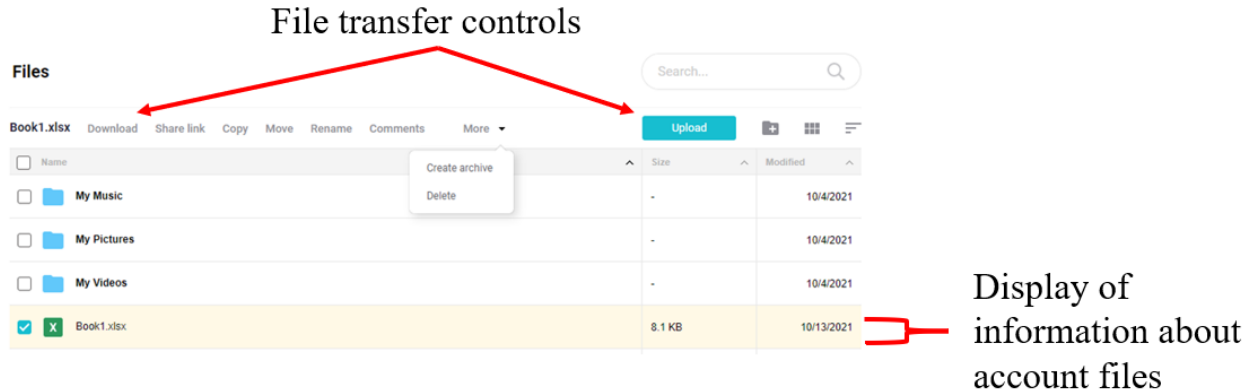 File transfer controls
Files
Search...
Book1.xlsx Download Share link Copy Move Rename Comments More Upload
Name Size Modified
Create archive
Delete
My Music - 10/4/2021
My Pictures - 10/4/2021
My Videos - 10/4/2021
X Book1.xlsx 8.1 KB 10/13/2021
Display of
information about
account files